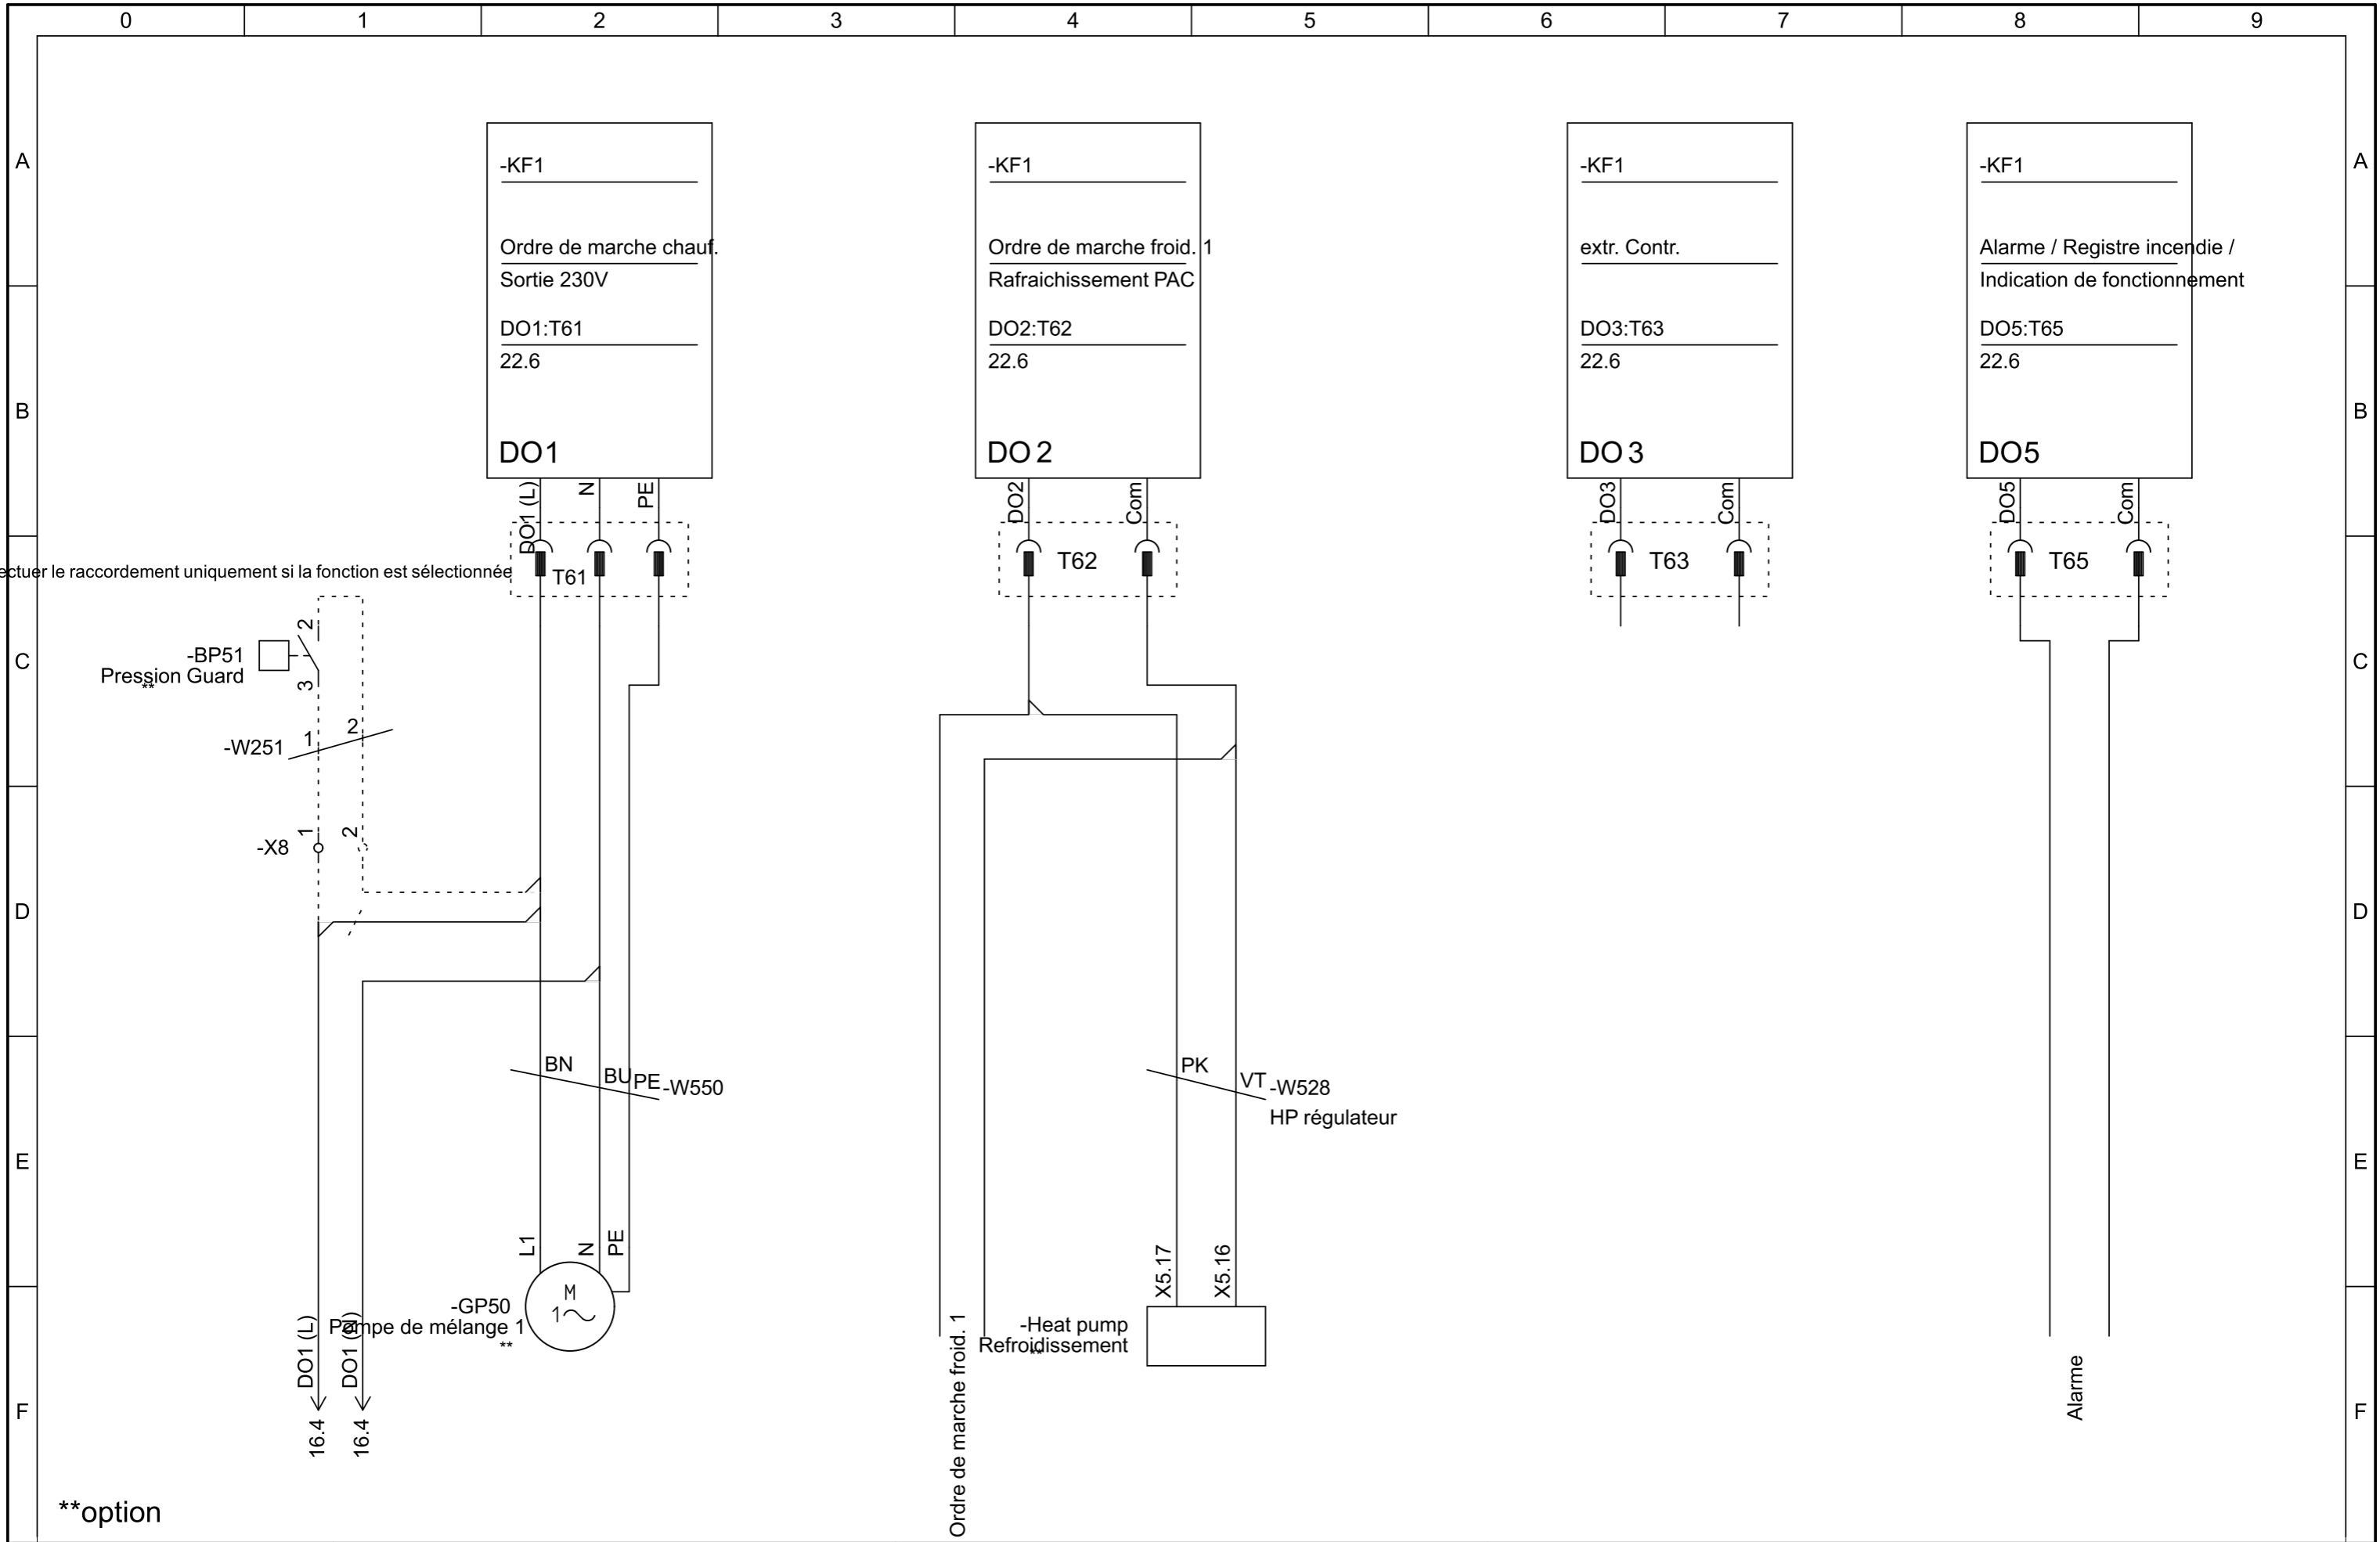 0 1 2 3 4 5 6 7 8 9
A A
B B
C C
D D
E E
F F
-KF1
Ordre de marche chauf.
Sortie 230V
DO1:T61
22.6
DO1
DO1 (L)
N
PE
T61
-KF1
Ordre de marche froid. 1
Rafraichissement PAC
DO2:T62
22.6
DO2
DO2
Com
T62
-KF1
extr. Contr.
DO3:T63
22.6
DO3
DO3
Com
T63
-KF1
Alarme / Registre incendie /
Indication de fonctionnement
DO5:T65
22.6
DO5
DO5
Com
T65
ectuer le raccordement uniquement si la fonction est sélectionnée
2
-BP51
Pression Guard
**
3
-W251
1
2
-X8
1
2
BN
BU
PE
-W550
PK
VT
-W528
HP régulateur
L1
N
PE
M
1
-GP50
Pompe de mélange 1
**
DO1 (L)
DO1 (N)
16.4
16.4
X5.17
X5.16
-Heat pump
Refroidissement
**
Ordre de marche froid. 1
Alarme
**option